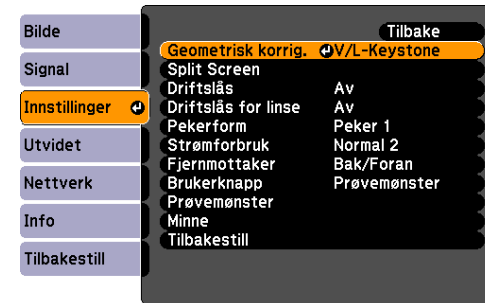 Bilde
Signal
Innstillinger
Utvidet
Nettverk
Info
Tilbakestill
Tilbake
Geometrisk korrig. V/L-Keystone
Split Screen
Driftslås Av
Driftslås for linse Av
Pekerform Peker 1
Strømforbruk Normal 2
Fjernmottaker Bak/Foran
Brukerknapp Prøvemønster
Prøvemønster
Minne
Tilbakestill